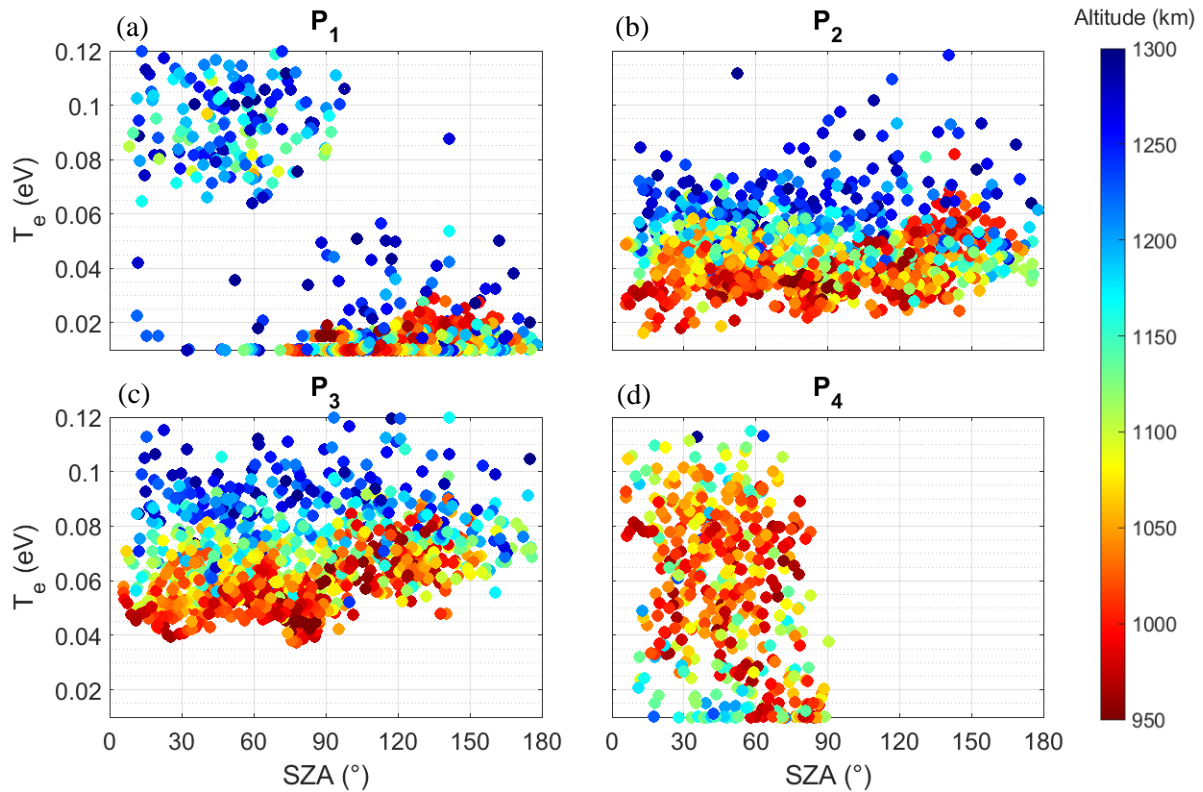 (a) P1 (b) P2 Altitude (km)
0.12 1300
0.1 1250
0.08
Te (eV) 0.06 1200
0.04
0.02 1150
(c) P3 (d) P4
0.12 1100
0.1
0.08 1050
Te (eV) 0.06
0.04 1000
0.02 950
0 30 60 90 120 150 180 0 30 60 90 120 150 180
SZA (°) SZA (°)